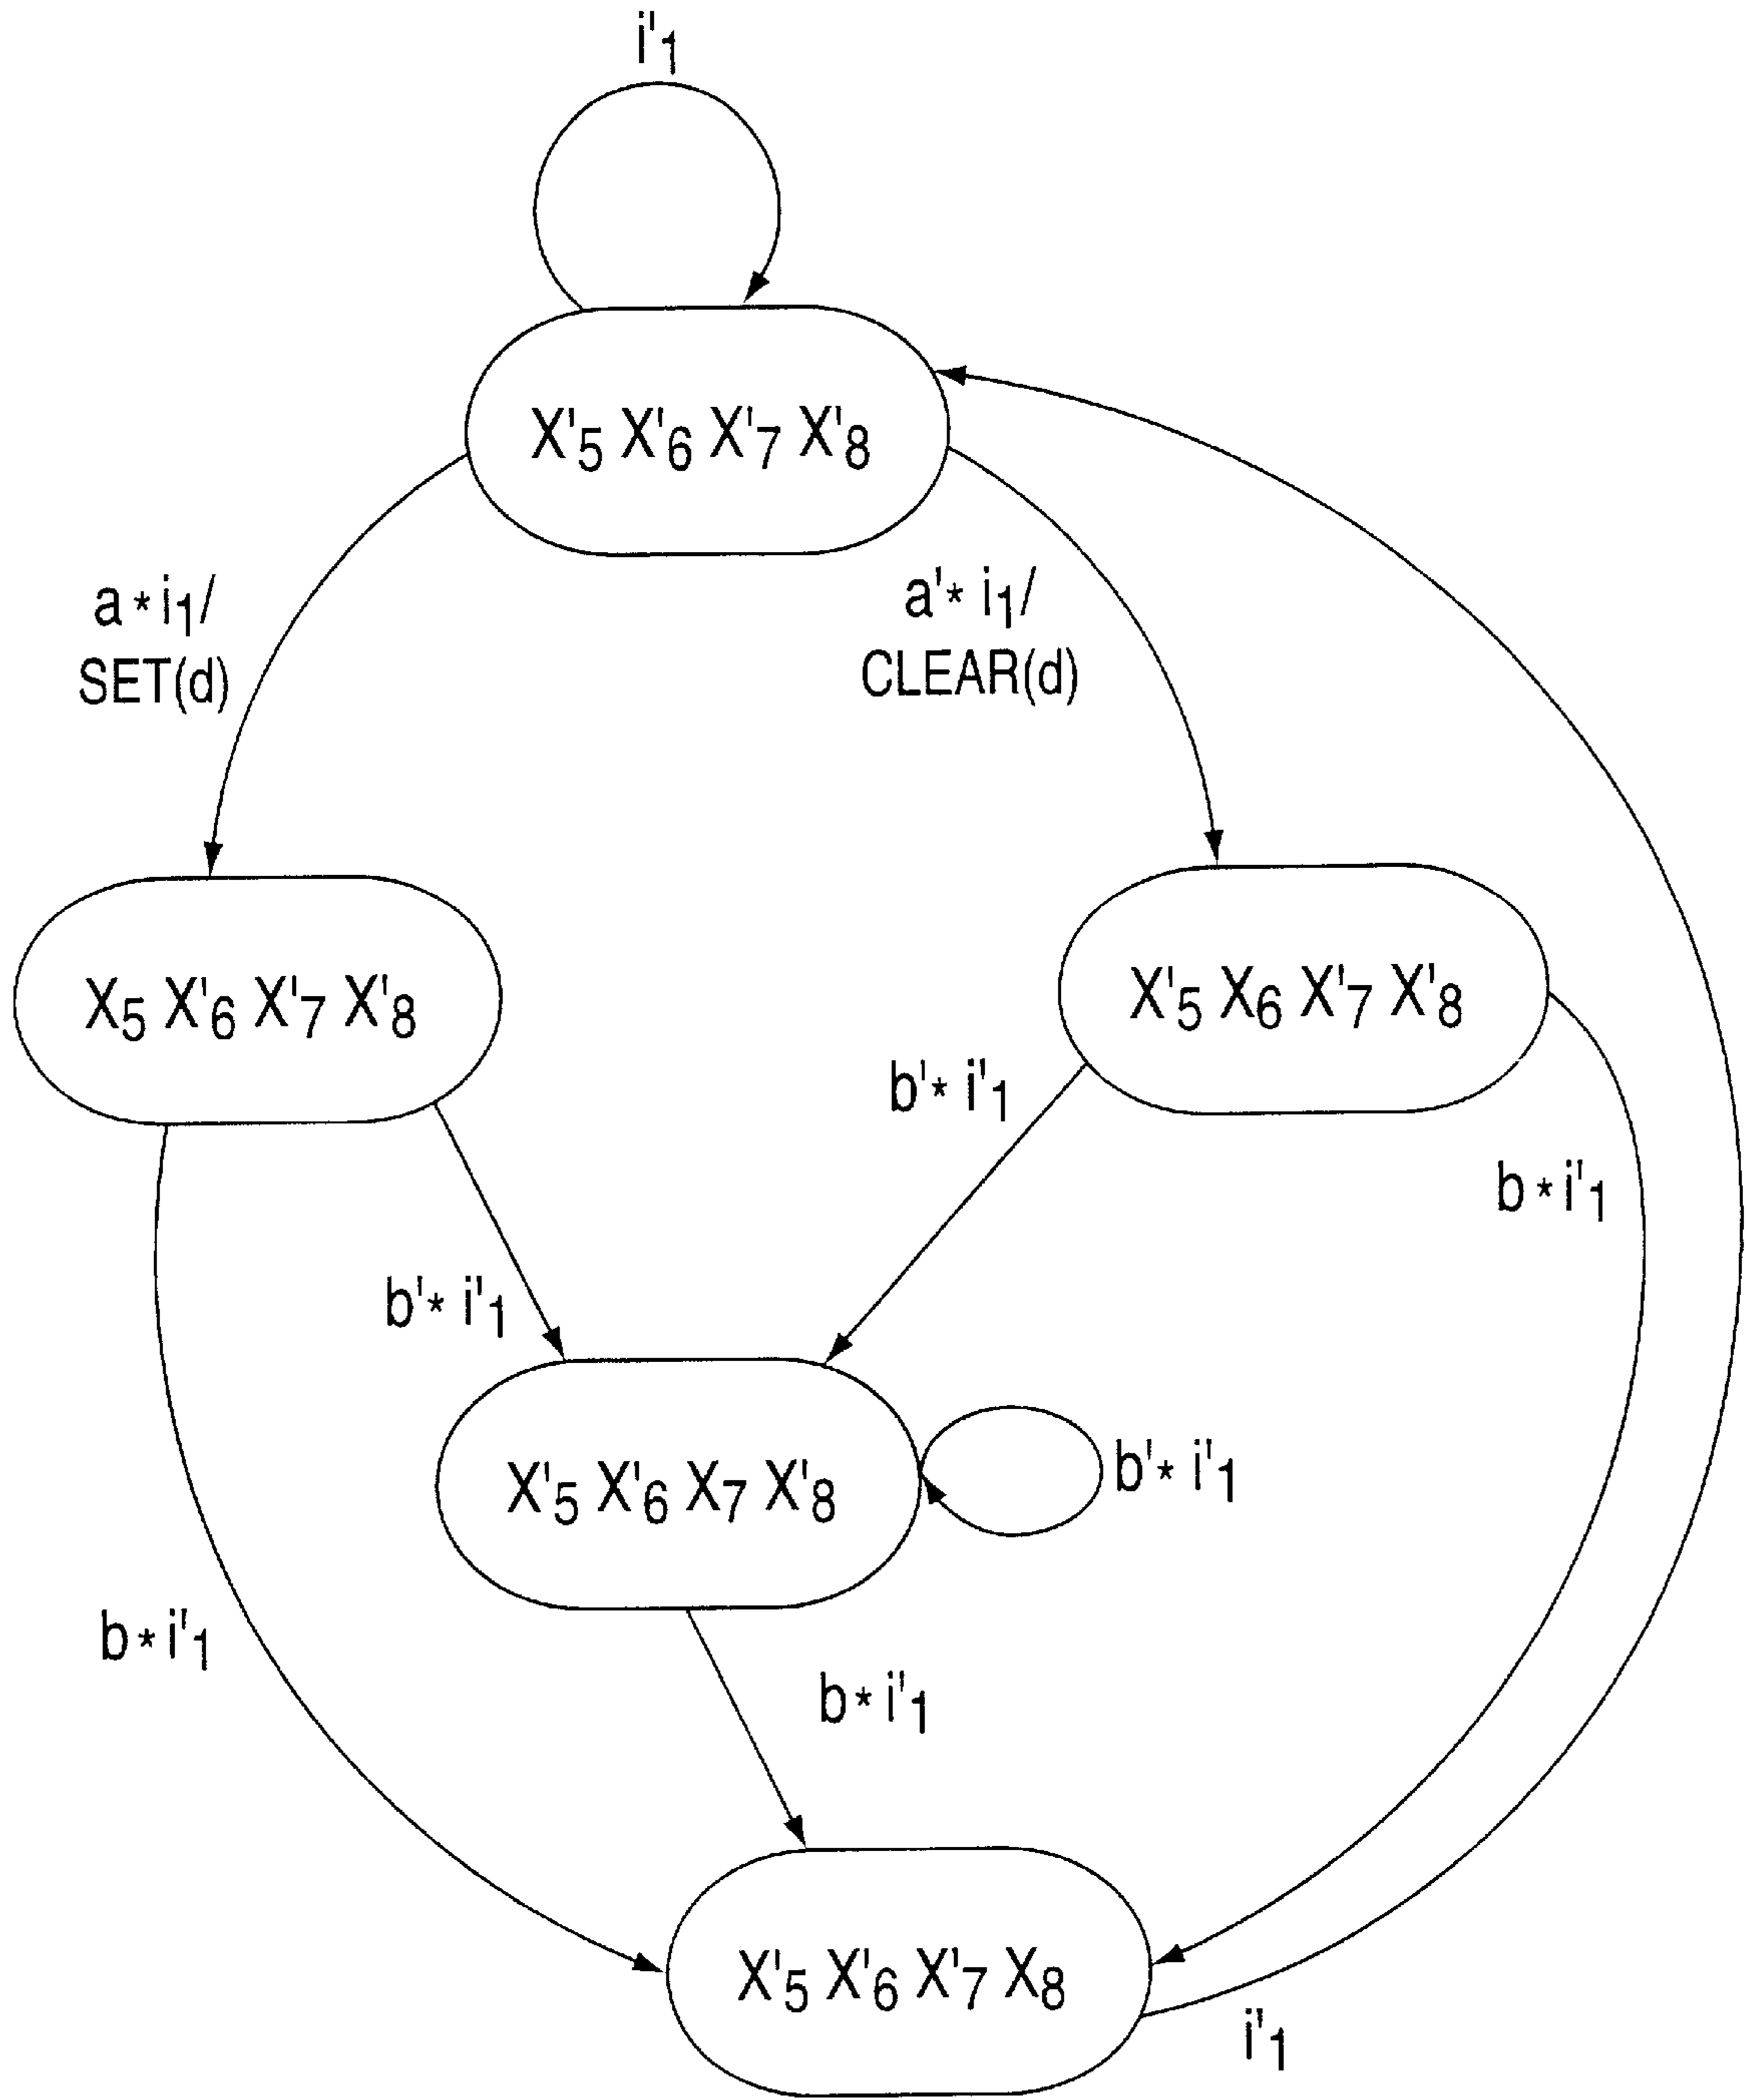 i'1
X'5 X'6 X'7 X'8
a*i1/
SET(d)
a'* i1/
CLEAR(d)
X5 X'6 X'7 X'8
X'5 X6 X'7 X'8
b'* i'1
b*i'1
b'* i'1
X'5 X'6 X7 X'8
b'* i'1
b*i'1
b*i'1
X'5 X'6 X'7 X8
i'1